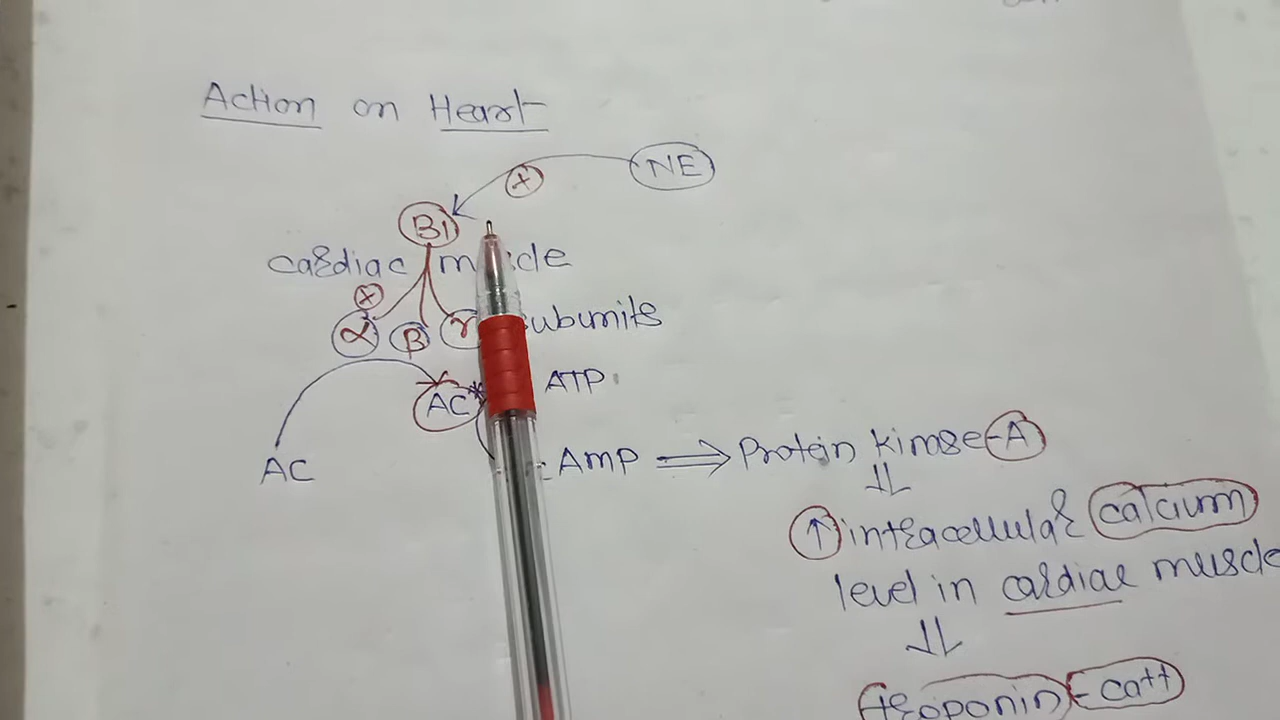 Action on Heart
+ NE
B1
cardiac
+
α B γ subunits
AC* ATP
AC
AMP ⇒ Protein kinase-A
⇓
↑ intracellular calcium
level in cardiac muscle
⇓
troponin-ca++